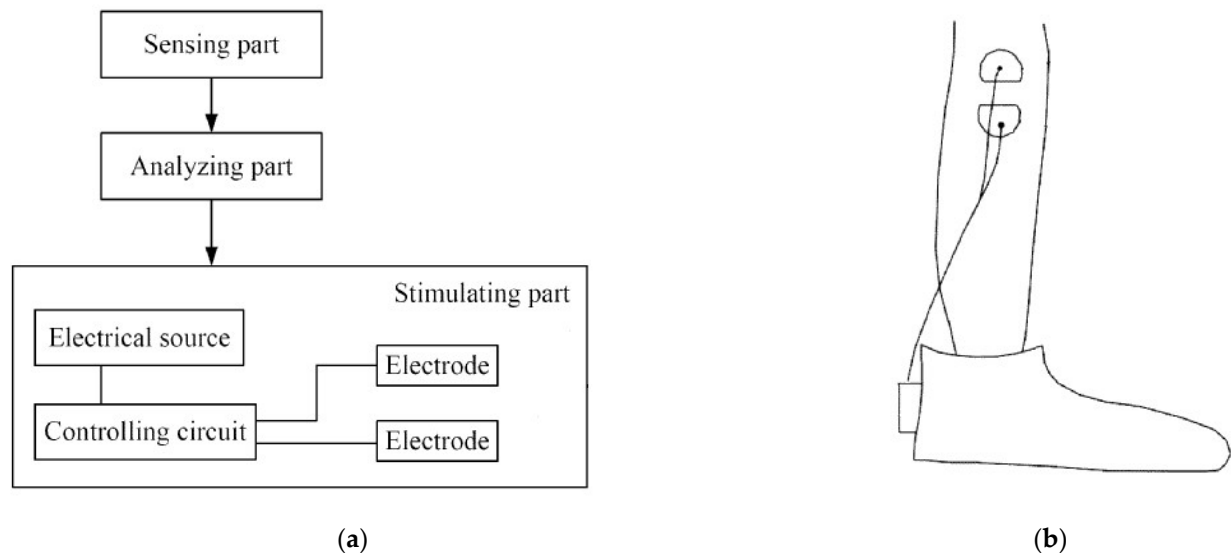 Sensing part
Analyzing part
Stimulating part
Electrical source
Electrode
Controlling circuit
Electrode
(a)
(b)